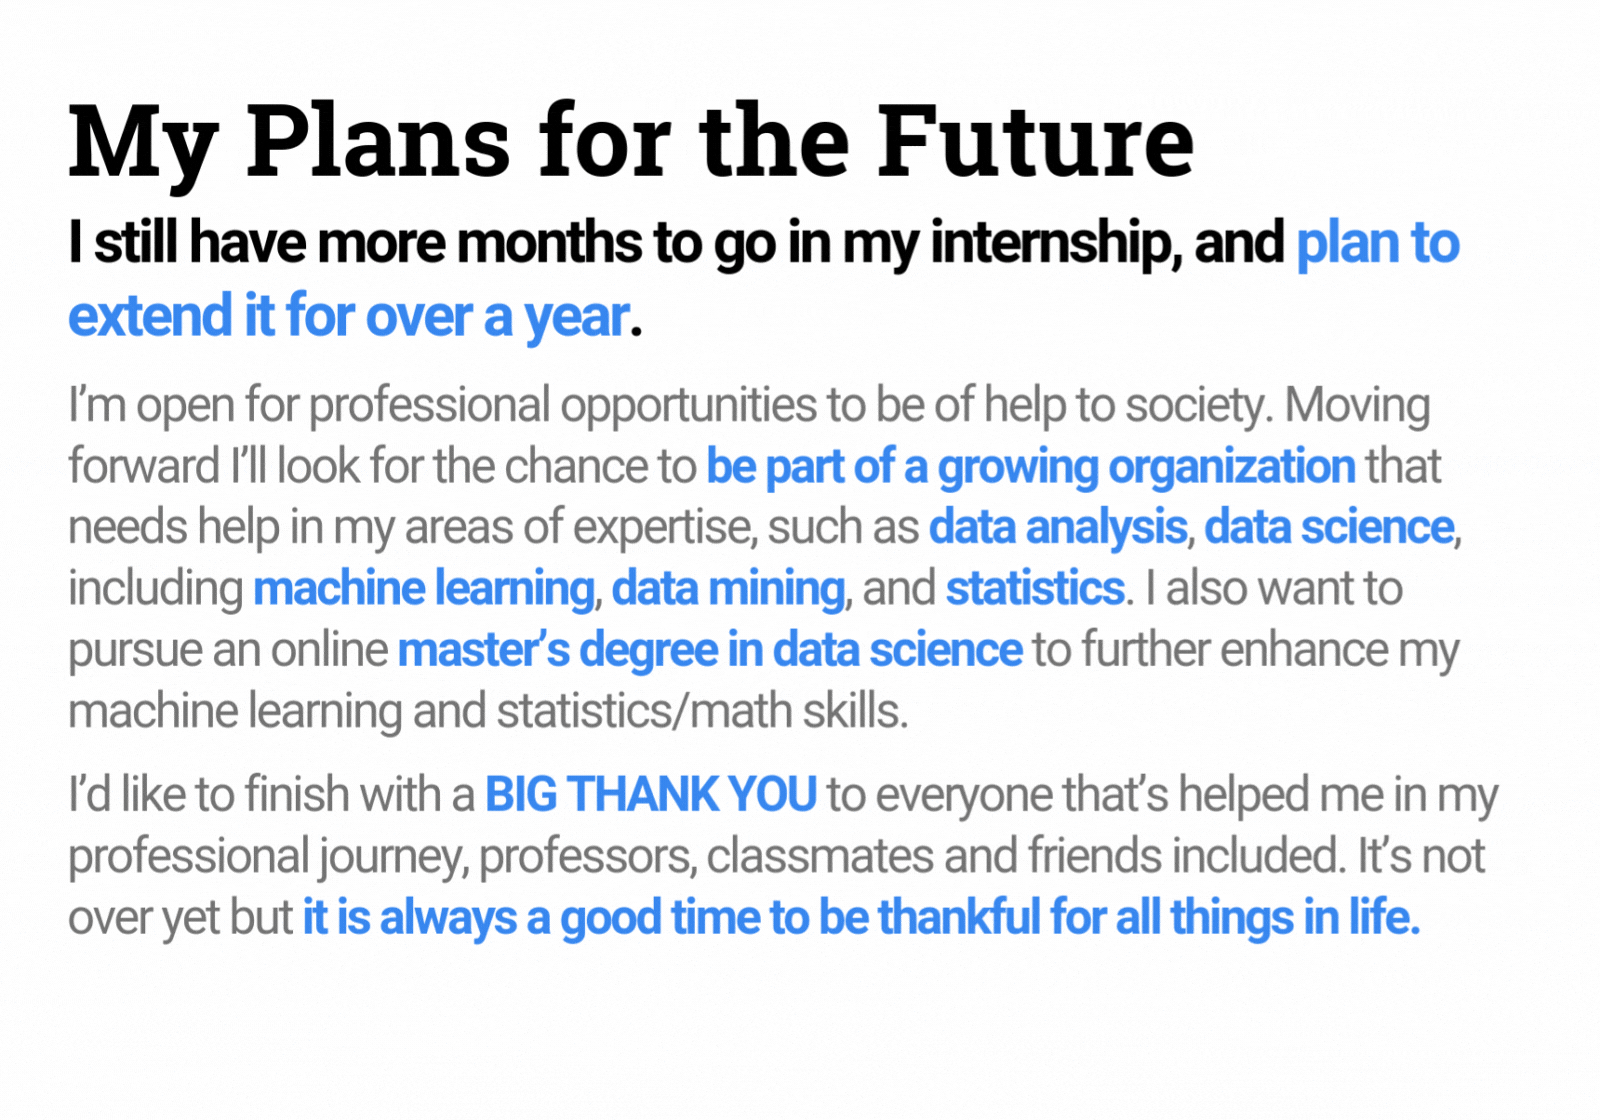 My Plans for the Future
I still have more months to go in my internship, and plan to
extend it for over a year.
I’m open for professional opportunities to be of help to society. Moving
forward I’ll look for the chance to be part of a growing organization that
needs help in my areas of expertise, such as data analysis, data science,
including machine learning, data mining, and statistics. I also want to
pursue an online master’s degree in data science to further enhance my
machine learning and statistics/math skills.
I’d like to finish with a BIG THANK YOU to everyone that’s helped me in my
professional journey, professors, classmates and friends included. It’s not
over yet but it is always a good time to be thankful for all things in life.